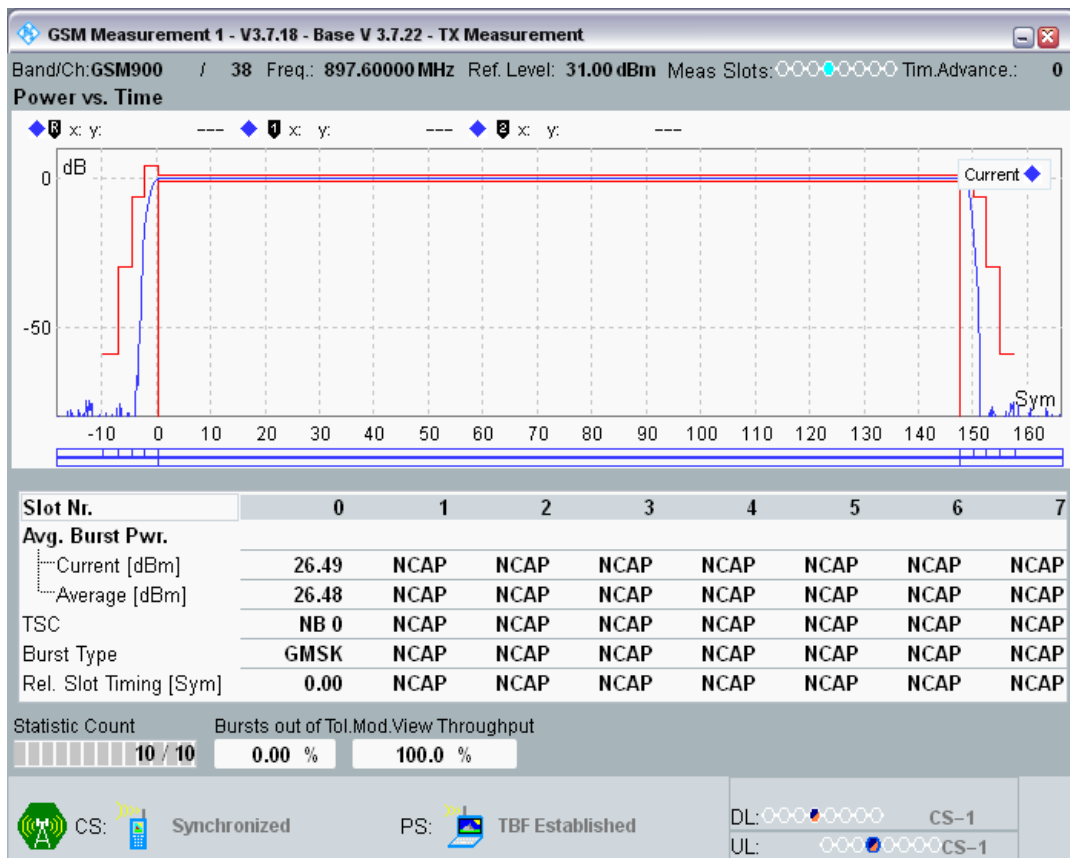 GSM Measurement 1 - V3.7.18 - Base V 3.7.22 - TX Measurement
Band/Ch:GSM900 / 38 Freq.: 897.60000 MHz Ref. Level: 31.00 dBm Meas Slots: Tim.Advance.: 0
Power vs. Time
R x: y: --- 1 x: y: --- 2 x: y: ---
dB
Current
0
-50
Sym
-10 0 10 20 30 40 50 60 70 80 90 100 110 120 130 140 150 160
Slot Nr. 0 1 2 3 4 5 6 7
Avg. Burst Pwr.
Current [dBm] 26.49 NCAP NCAP NCAP NCAP NCAP NCAP NCAP
Average [dBm] 26.48 NCAP NCAP NCAP NCAP NCAP NCAP NCAP
TSC NB 0 NCAP NCAP NCAP NCAP NCAP NCAP NCAP
Burst Type GMSK NCAP NCAP NCAP NCAP NCAP NCAP NCAP
Rel. Slot Timing [Sym] 0.00 NCAP NCAP NCAP NCAP NCAP NCAP NCAP
Statistic Count Bursts out of Tol.Mod.View Throughput
10 / 10 0.00 % 100.0 %
CS: Synchronized PS: TBF Established
DL: CS-1
UL: CS-1